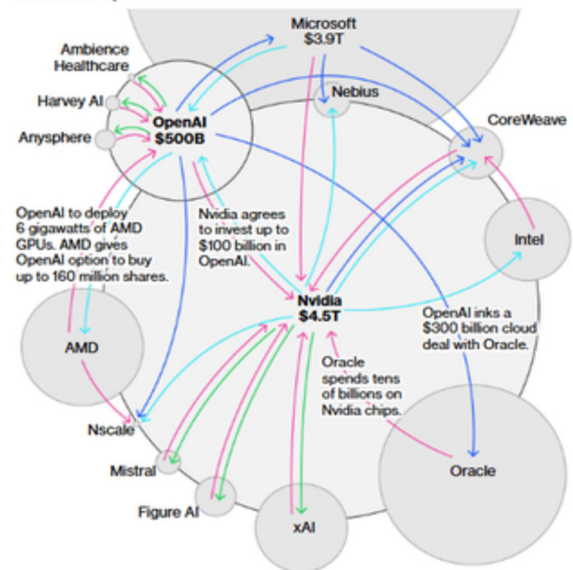 Microsoft
$3.9T
Ambience
Healthcare
Harvey AI
OpenAI
$500B
Anysphere
Nebius
CoreWeave
OpenAI to deploy
6 gigawatts of AMD
GPUs. AMD gives
OpenAI option to buy
up to 160 million shares.
Nvidia agrees
to invest up to
$100 billion in
OpenAI.
Intel
Nvidia
$4.5T
OpenAI inks a
$300 billion cloud
deal with Oracle.
AMD
Oracle
spends tens
of billions on
Nvidia chips.
Nscale
Mistral
Oracle
Figure AI
xAI